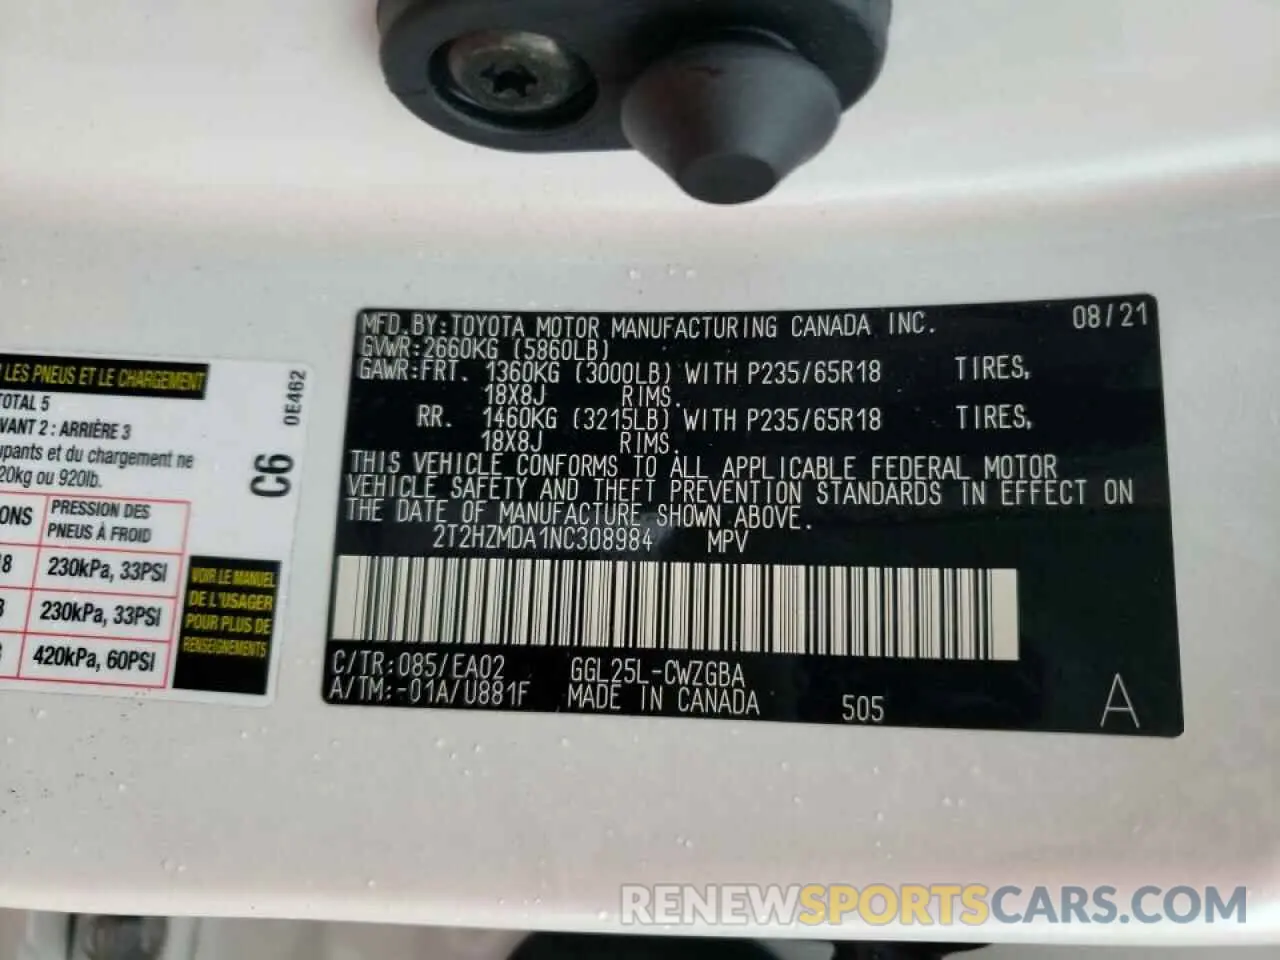 LES PNEUS ET LE CHARGEMENT
TOTAL 5
VANT 2 : ARRIÈRE 3
upants et du chargement ne
20kg ou 920lb.
ONS
PRESSION DES
PNEUS À FROID
18
230kPa, 33PSI
230kPa, 33PSI
420kPa, 60PSI
0E462
C6
VOIR LE MANUEL
DE L'USAGER
POUR PLUS DE
RENSEIGNEMENTS
MFD.BY:TOYOTA MOTOR MANUFACTURING CANADA INC. 08/21
GVWR:2660KG (5860LB)
GAWR:FRT. 1360KG (3000LB) WITH P235/65R18 TIRES,
18X8J RIMS.
RR. 1460KG (3215LB) WITH P235/65R18 TIRES,
18X8J RIMS.
THIS VEHICLE CONFORMS TO ALL APPLICABLE FEDERAL MOTOR
VEHICLE SAFETY AND THEFT PREVENTION STANDARDS IN EFFECT ON
THE DATE OF MANUFACTURE SHOWN ABOVE.
2T2HZMDA1NC308984 MPV
C/TR:085/EA02 GGL25L-CWZGBA
A/TM:-01A/U881F MADE IN CANADA 505 A
RENEWSPORTSCARS.COM